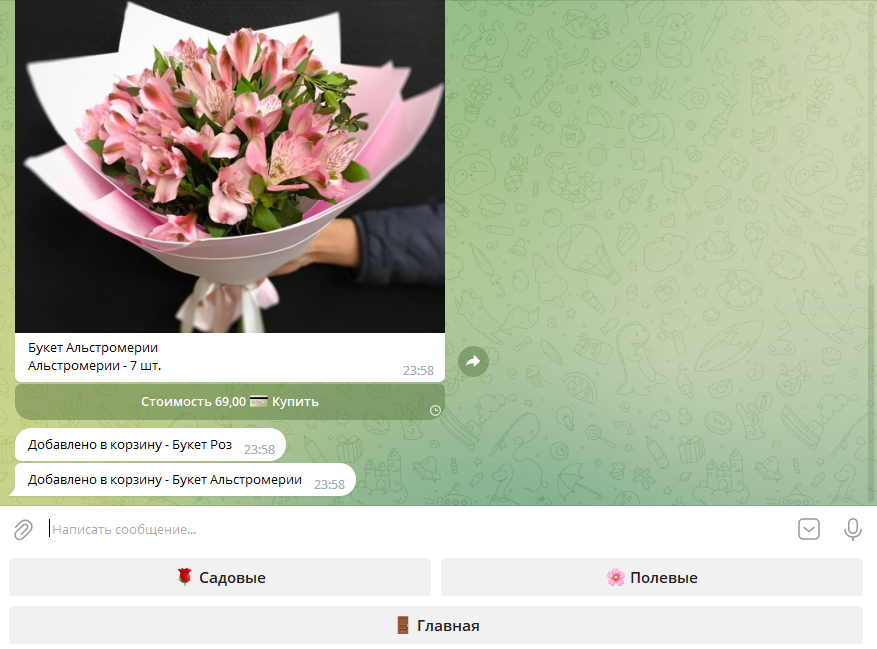 Букет Альстромерии
Альстромерии - 7 шт.
23:58
Стоимость 69,00 💳 Купить
Добавлено в корзину - Букет Роз 23:58
Добавлено в корзину - Букет Альстромерии 23:58
Написать сообщение...
🌹 Садовые
🌸 Полевые
🚪 Главная